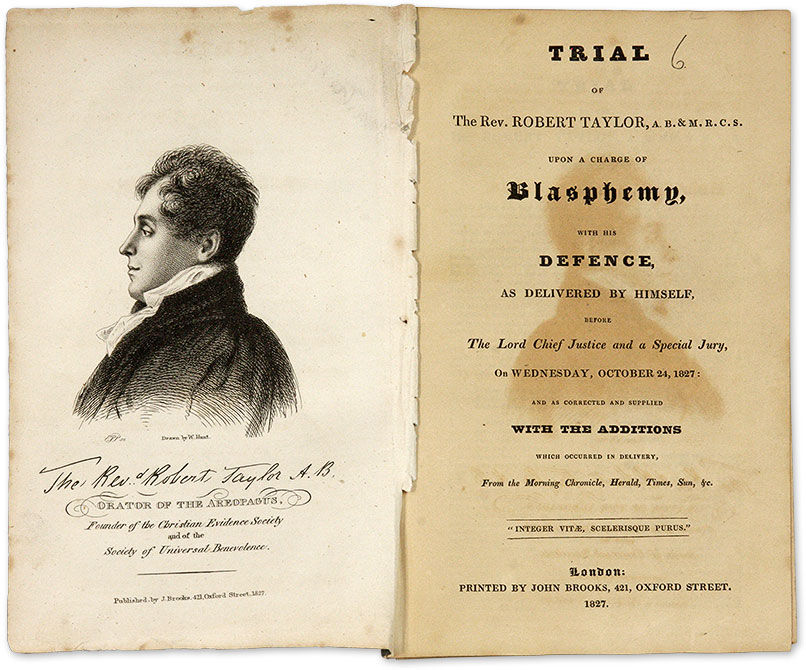 Drawn by W. Hunt.
The Rev.d Robert Taylor A.B.
ORATOR OF THE AREOPAGUS,
Founder of the Christian Evidence Society
and of the
Society of Universal Benevolence.
Published by J. Brooks, 421, Oxford Street, 1827.
TRIAL
6
OF
The Rev. ROBERT TAYLOR, A. B. & M. R. C. S.
UPON A CHARGE OF
Blasphemy,
WITH HIS
DEFENCE,
AS DELIVERED BY HIMSELF,
BEFORE
The Lord Chief Justice and a Special Jury,
On WEDNESDAY, OCTOBER 24, 1827:
AND AS CORRECTED AND SUPPLIED
WITH THE ADDITIONS
WHICH OCCURRED IN DELIVERY,
From the Morning Chronicle, Herald, Times, Sun, &c.
"INTEGER VITÆ, SCELERISQUE PURUS."
London:
PRINTED BY JOHN BROOKS, 421, OXFORD STREET.
1827.